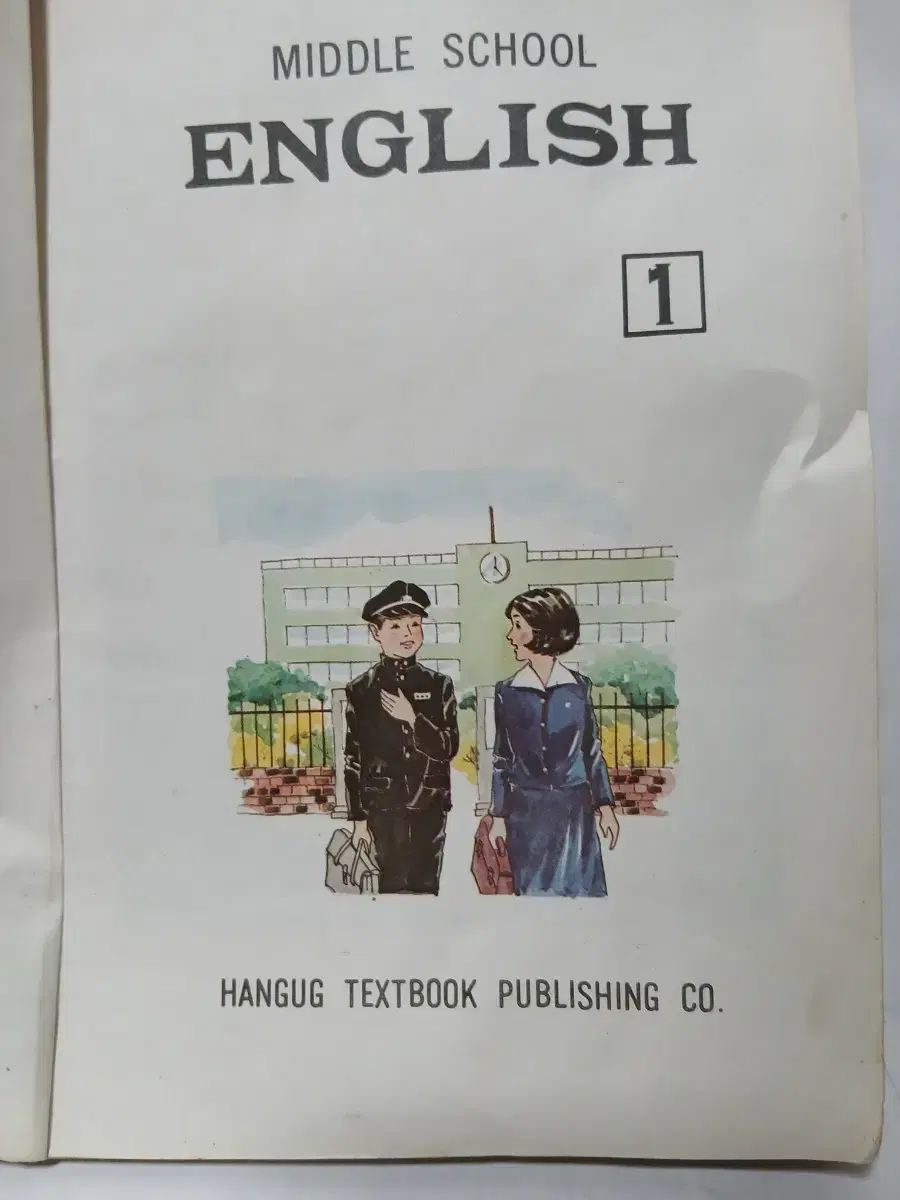 MIDDLE SCHOOL
ENGLISH
1
HANGUG TEXTBOOK PUBLISHING CO.